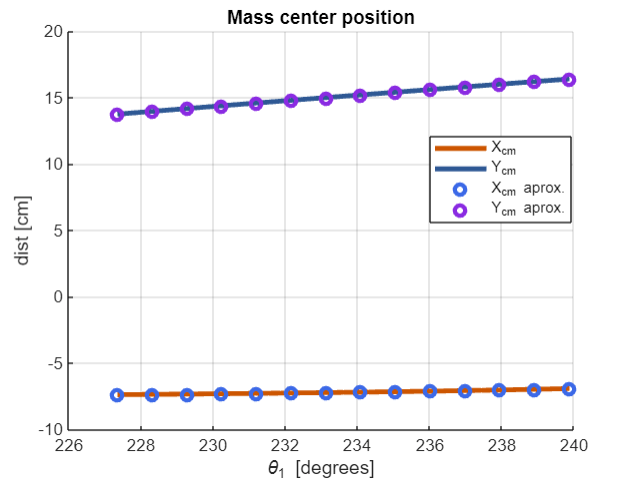 Mass center position
20
15
10
5
0
-5
-10
dist [cm]
Xcm
Ycm
Xcm aprox.
Ycm aprox.
226 228 230 232 234 236 238 240
θ1 [degrees]